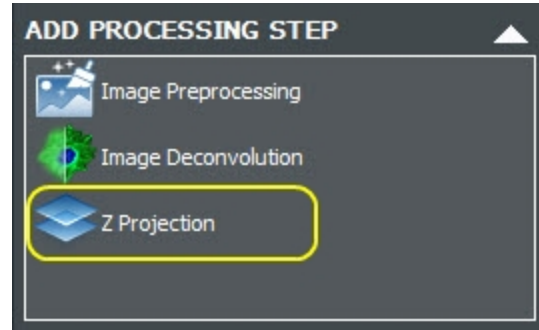 ADD PROCESSING STEP
Image Preprocessing
Image Deconvolution
Z Projection